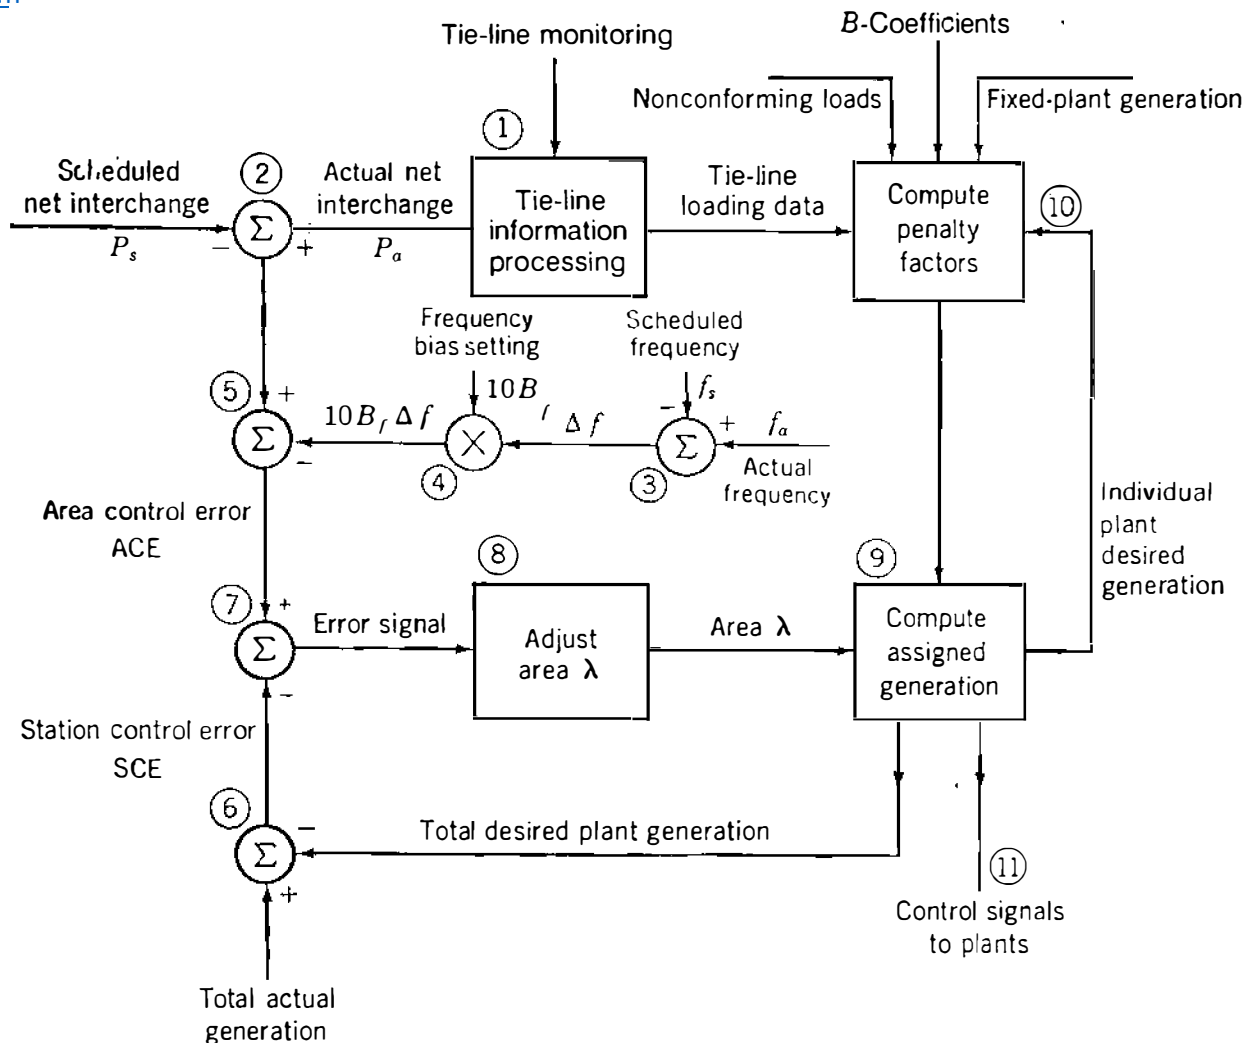 Tie-line monitoring
B-Coefficients
Nonconforming loads
Fixed-plant generation
①
②
Scheduled
net interchange
P_s
Σ
−
+
Actual net
interchange
P_a
Tie-line
information
processing
Tie-line
loading data
Compute
penalty
factors
⑩
Frequency
bias setting
10B_f
Scheduled
frequency
f_s
⑤
+
Σ
−
10B_f Δf
×
④
Δf
−
+
Σ
③
f_a
Actual
frequency
Area control error
ACE
Individual
plant
desired
generation
⑧
⑨
⑦
+
Σ
−
Error signal
Adjust
area λ
Area λ
Compute
assigned
generation
Station control error
SCE
⑥
−
Σ
+
Total desired plant generation
⑪
Control signals
to plants
Total actual
generation